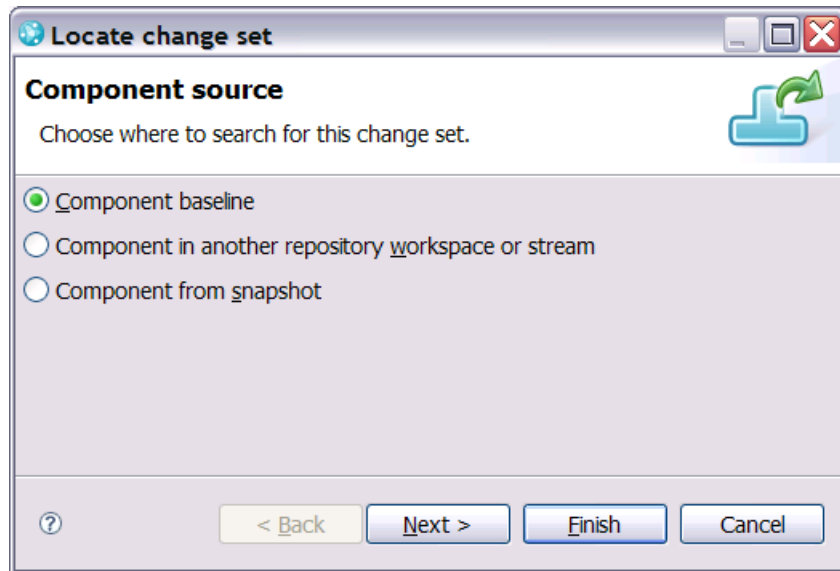 Locate change set
Component source
Choose where to search for this change set.
Component baseline
Component in another repository workspace or stream
Component from snapshot
? < Back Next > Finish Cancel